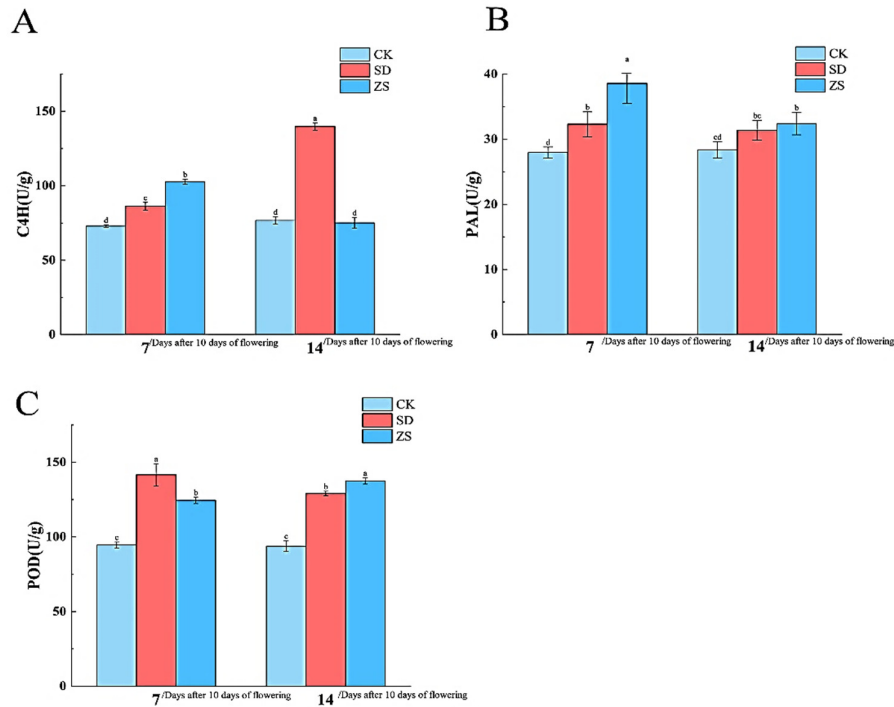 A
CK
SD
ZS
150
100
50
0
C4H(U/g)
d
c
b
d
a
d
7/Days after 10 days of flowering
14/Days after 10 days of flowering
B
CK
SD
ZS
40
30
20
10
0
PAL(U/g)
d
b
a
cd
bc
b
7 /Days after 10 days of flowering
14/Days after 10 days of flowering
C
CK
SD
ZS
150
100
50
0
POD(U/g)
c
a
b
c
b
a
7/Days after 10 days of flowering
14 /Days after 10 days of flowering